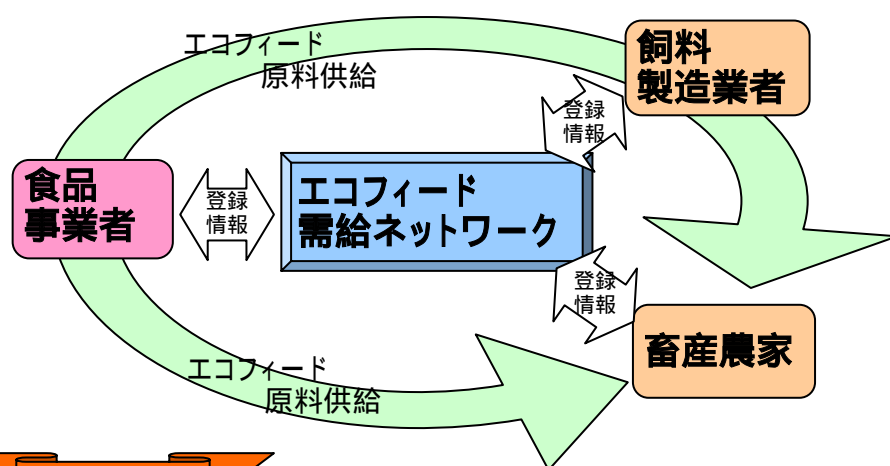 エコフィード
原料供給
飼料
製造業者
登録
情報
食品
事業者
登録
情報
エコフィード
需給ネットワーク
登録
情報
畜産農家
エコフィード
原料供給